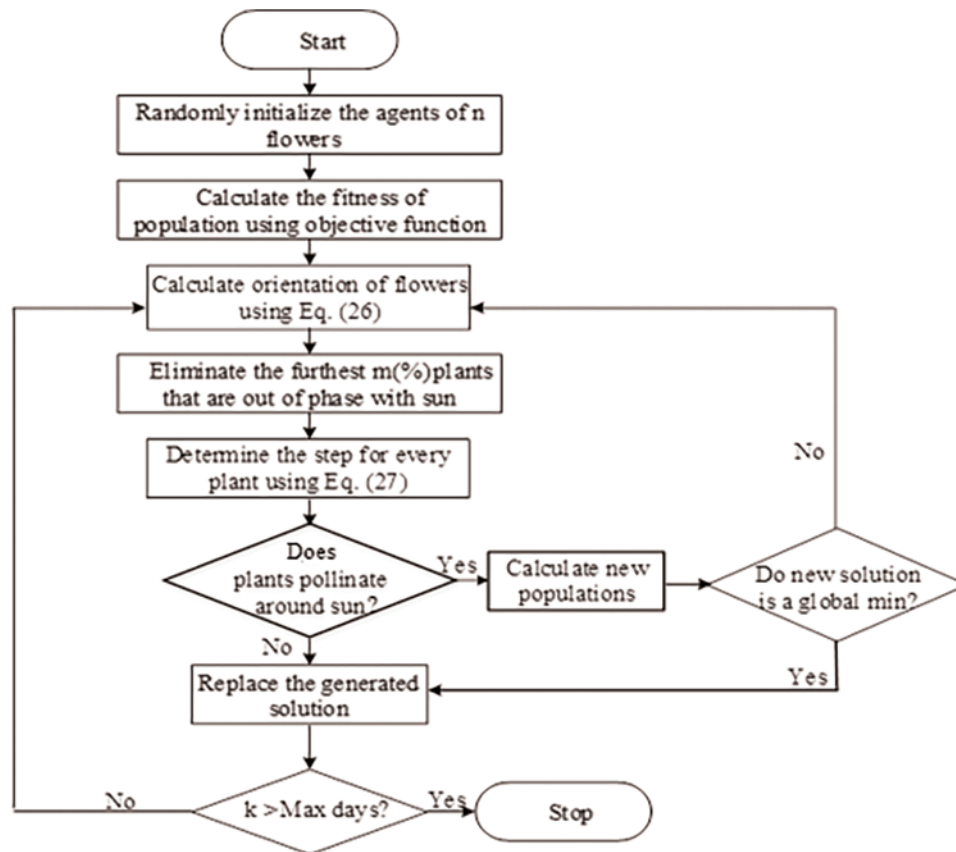 Start
Randomly initialize the agents of n
flowers
Calculate the fitness of
population using objective function
Calculate orientation of flowers
using Eq. (26)
Eliminate the furthest m(%)plants
that are out of phase with sun
No
Determine the step for every
plant using Eq. (27)
Does
plants pollinate
around sun?
Yes
Calculate new
populations
Do new solution
is a global min?
No
Yes
Replace the generated
solution
k >Max days?
No
Yes
Stop